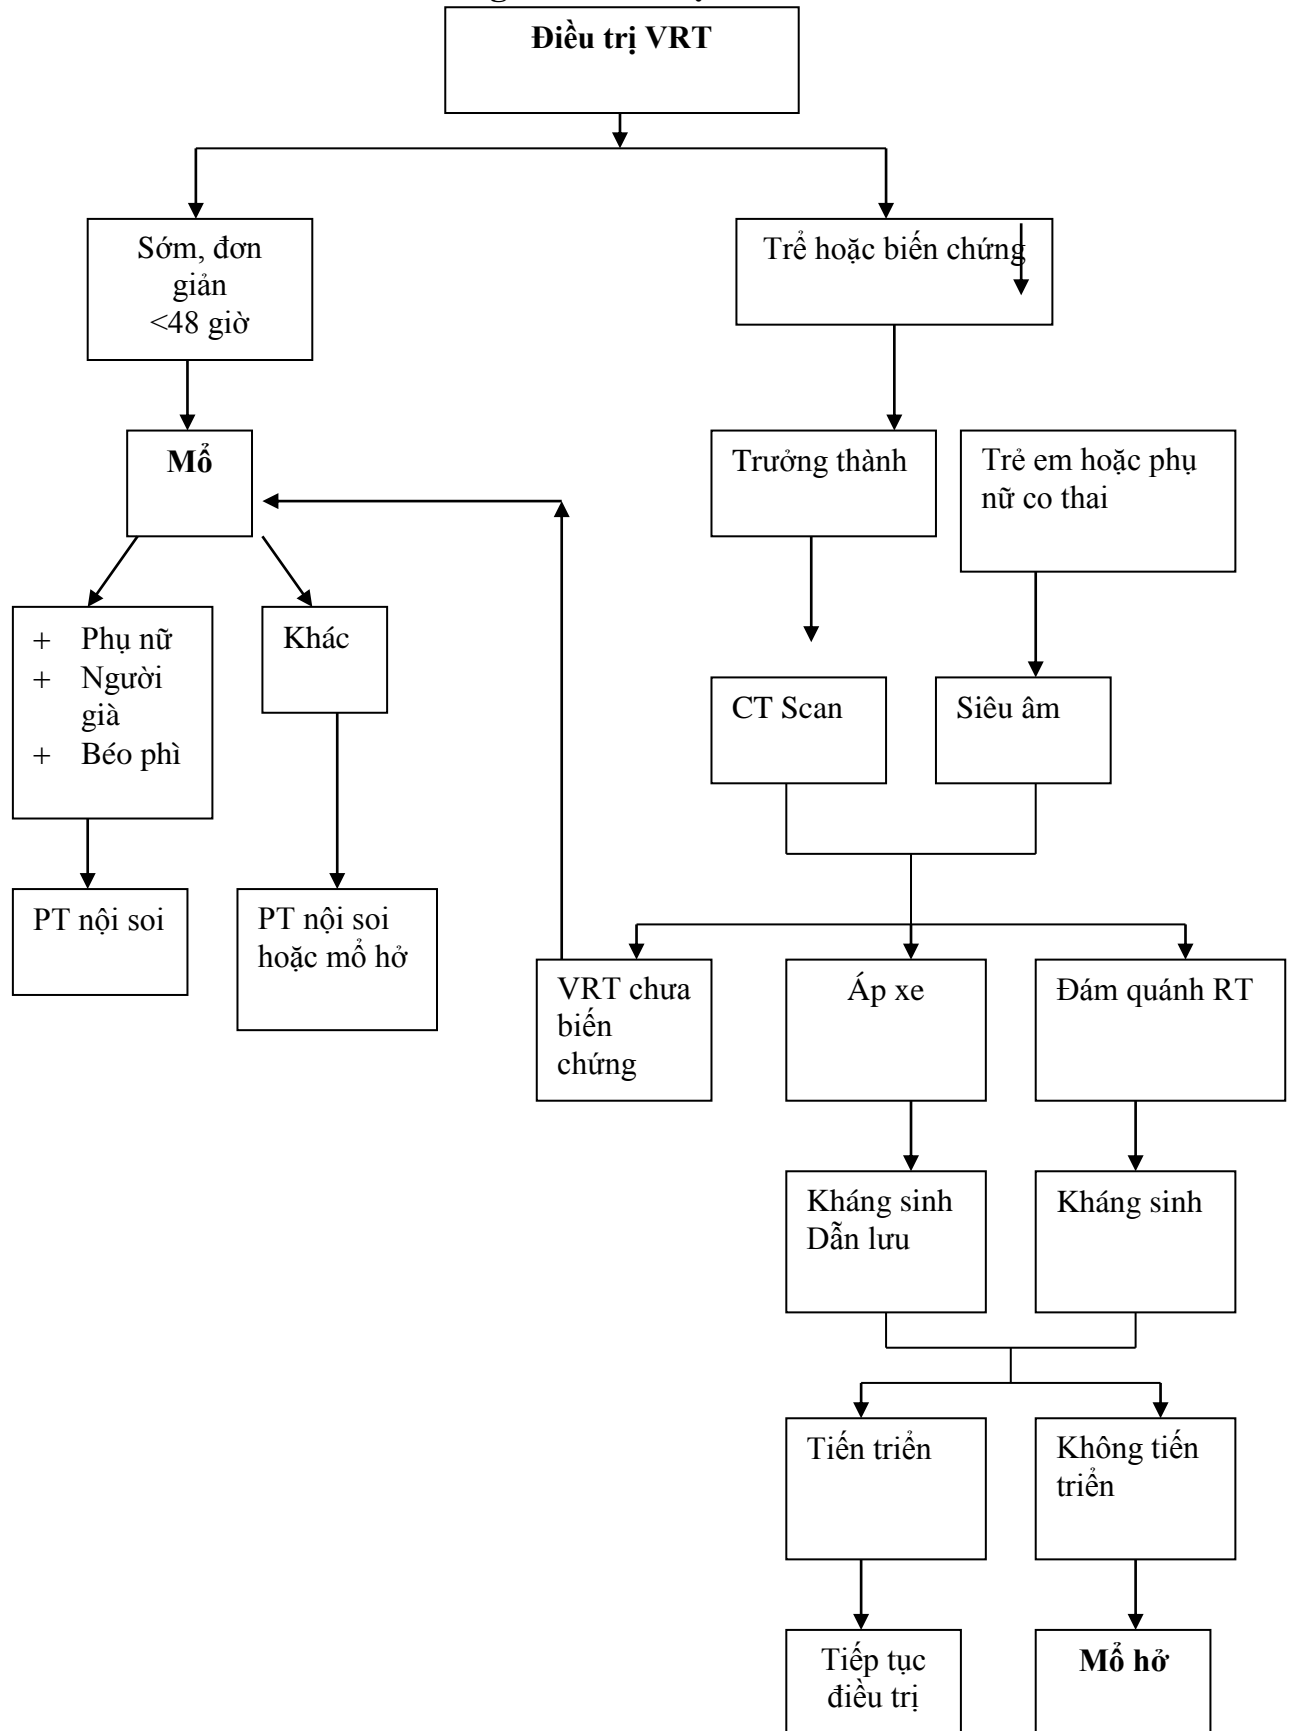 Điều trị VRT
Sớm, đơn
giản
<48 giờ
Trể hoặc biến chứng
Mổ
Trưởng thành
Trẻ em hoặc phụ
nữ co thai
+ Phụ nữ
+ Người
già
+ Béo phì
Khác
CT Scan
Siêu âm
PT nội soi
PT nội soi
hoặc mổ hở
VRT chưa
biến
chứng
Áp xe
Đám quánh RT
Kháng sinh
Dẫn lưu
Kháng sinh
Tiến triển
Không tiến
triển
Tiếp tục
điều trị
Mổ hở